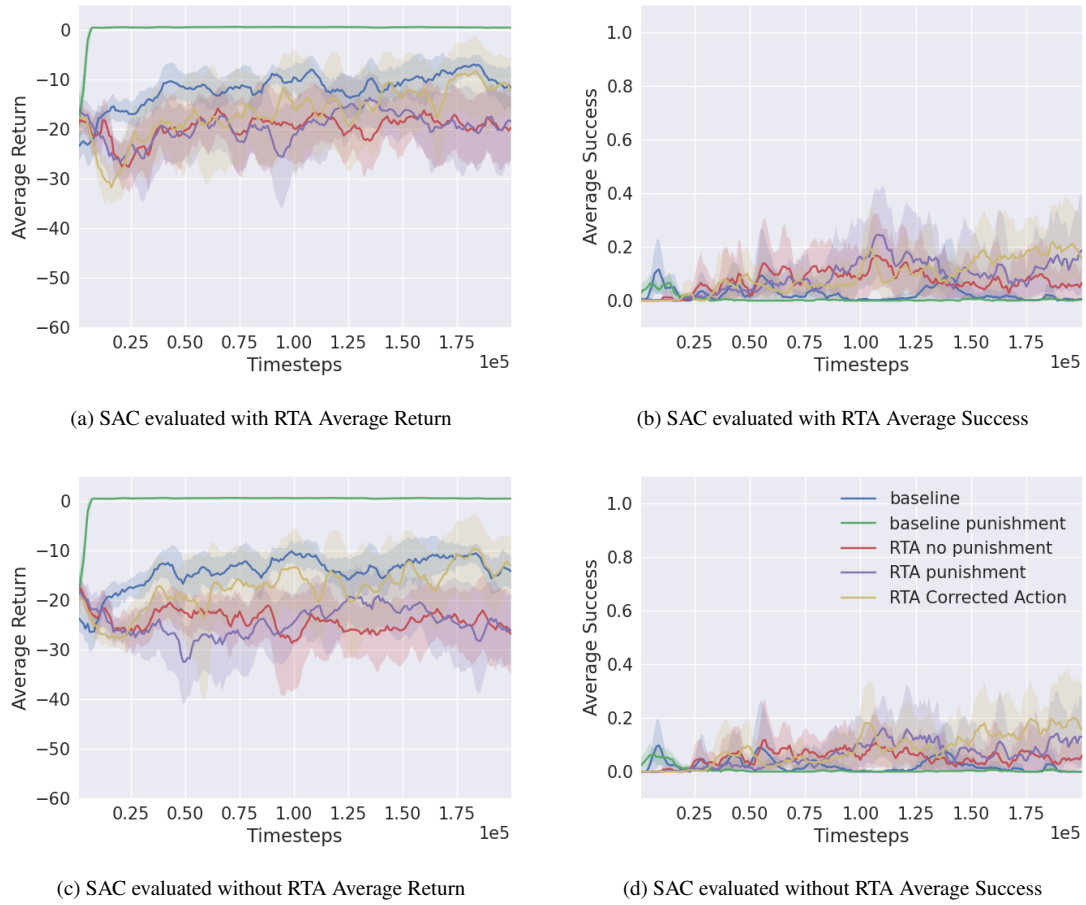 0
−10
−20
−30
−40
−50
−60
Average Return
0.25 0.50 0.75 1.00 1.25 1.50 1.75
Timesteps
1e5
(a) SAC evaluated with RTA Average Return
1.0
0.8
0.6
0.4
0.2
0.0
Average Success
0.25 0.50 0.75 1.00 1.25 1.50 1.75
Timesteps
1e5
(b) SAC evaluated with RTA Average Success
0
−10
−20
−30
−40
−50
−60
Average Return
0.25 0.50 0.75 1.00 1.25 1.50 1.75
Timesteps
1e5
(c) SAC evaluated without RTA Average Return
1.0
0.8
0.6
0.4
0.2
0.0
Average Success
baseline
baseline punishment
RTA no punishment
RTA punishment
RTA Corrected Action
0.25 0.50 0.75 1.00 1.25 1.50 1.75
Timesteps
1e5
(d) SAC evaluated without RTA Average Success